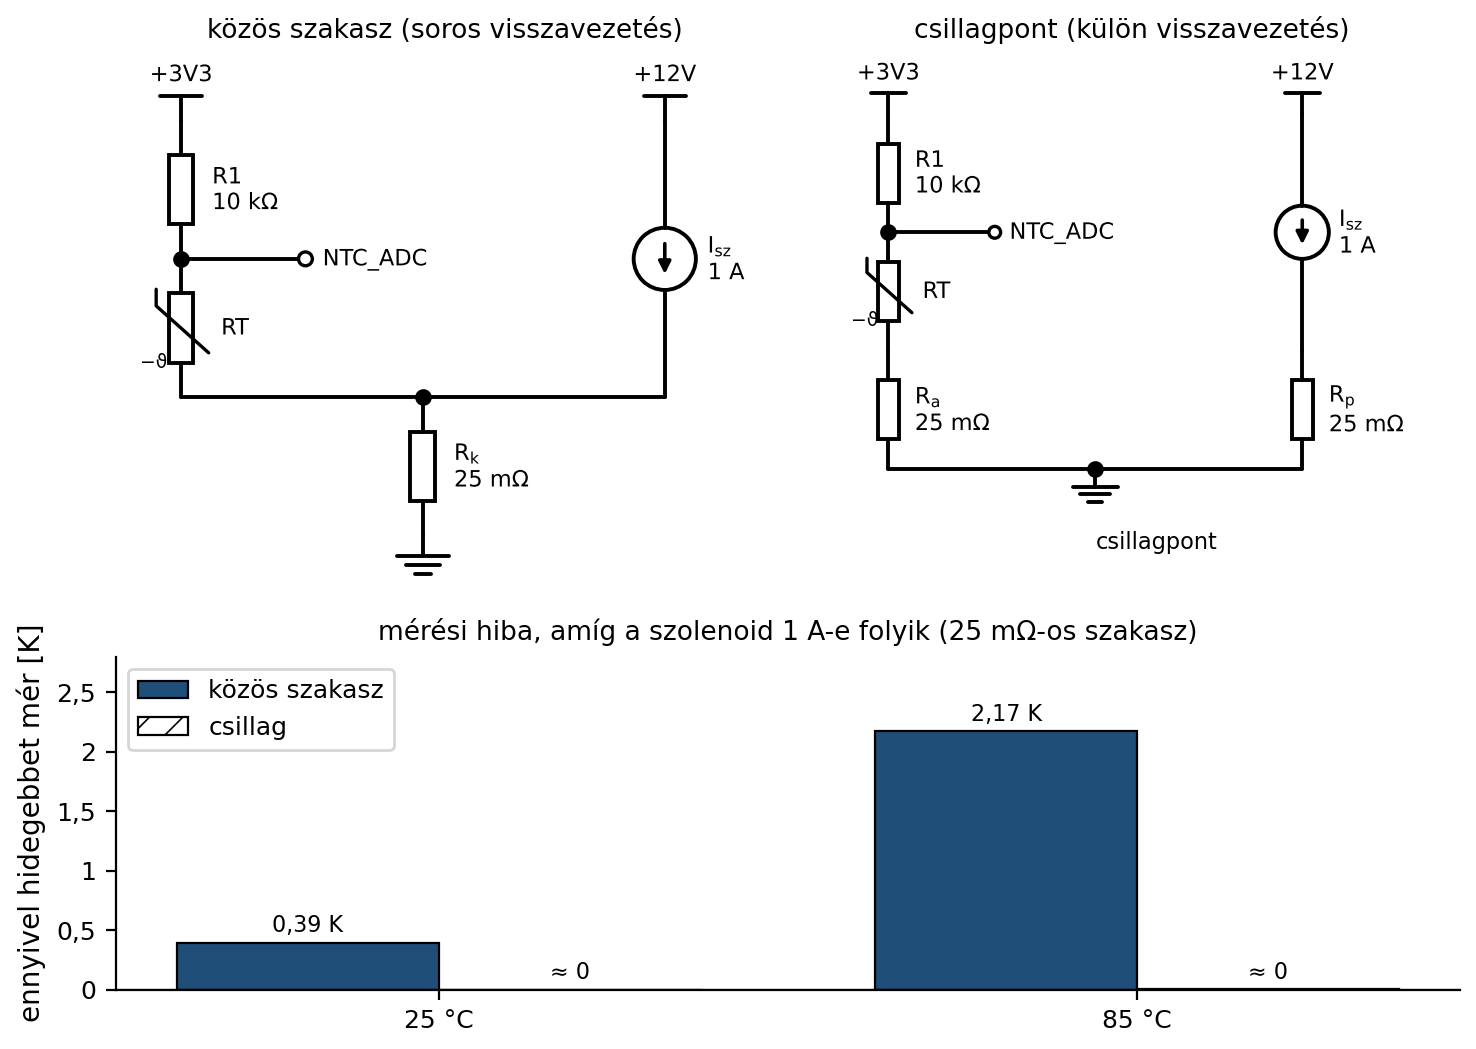 közös szakasz (soros visszavezetés)
+3V3
+12V
R1
10 kΩ
NTC_ADC
Isz
1 A
RT
−ϑ
Rk
25 mΩ
csillagpont (külön visszavezetés)
+3V3
+12V
R1
10 kΩ
NTC_ADC
Isz
1 A
RT
−ϑ
Ra
25 mΩ
Rp
25 mΩ
csillagpont
mérési hiba, amíg a szolenoid 1 A-e folyik (25 mΩ-os szakasz)
ennyivel hidegebbet mér [K]
2,5
2
1,5
1
0,5
0
közös szakasz
csillag
0,39 K
≈ 0
2,17 K
≈ 0
25 °C
85 °C